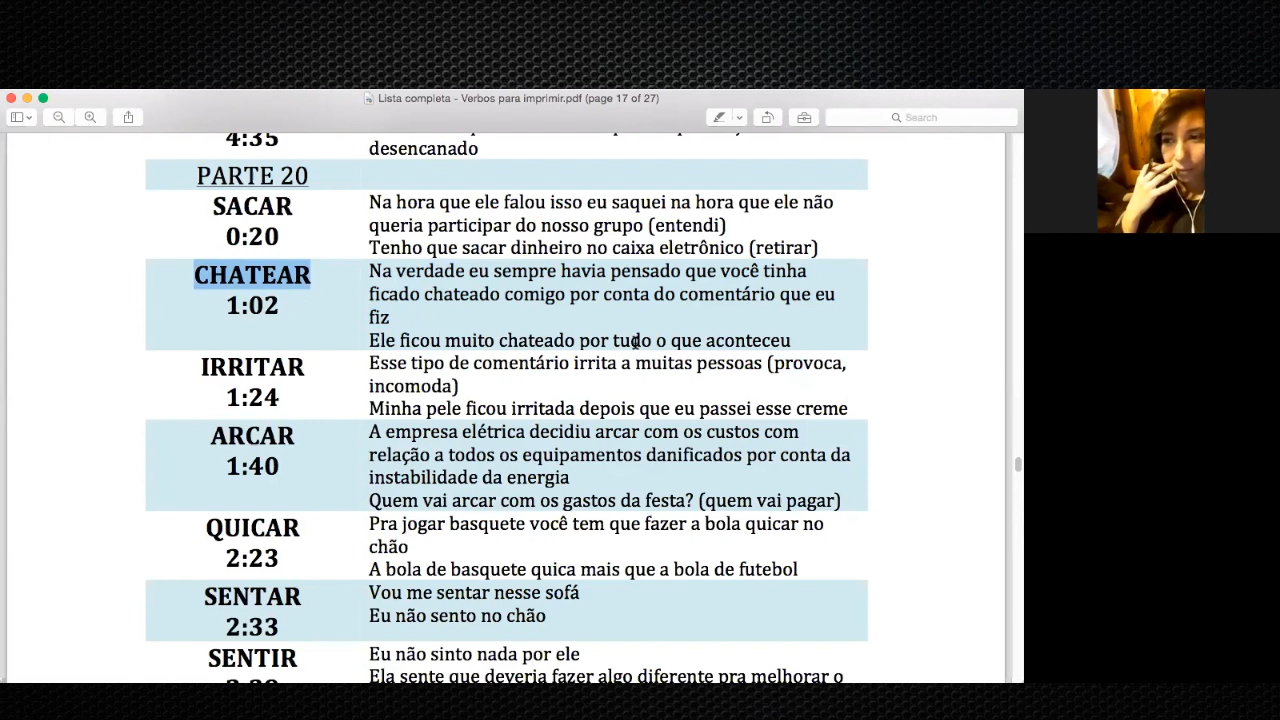 Lista completa - Verbos para imprimir.pdf (page 17 of 27)
Search
4:35
desencanado
PARTE 20
SACAR
0:20
Na hora que ele falou isso eu saquei na hora que ele não
queria participar do nosso grupo (entendi)
Tenho que sacar dinheiro no caixa eletrônico (retirar)
CHATEAR
1:02
Na verdade eu sempre havia pensado que você tinha
ficado chateado comigo por conta do comentário que eu
fiz
Ele ficou muito chateado por tudo o que aconteceu
IRRITAR
1:24
Esse tipo de comentário irrita a muitas pessoas (provoca,
incomoda)
Minha pele ficou irritada depois que eu passei esse creme
ARCAR
1:40
A empresa elétrica decidiu arcar com os custos com
relação a todos os equipamentos danificados por conta da
instabilidade da energia
Quem vai arcar com os gastos da festa? (quem vai pagar)
QUICAR
2:23
Pra jogar basquete você tem que fazer a bola quicar no
chão
A bola de basquete quica mais que a bola de futebol
SENTAR
2:33
Vou me sentar nesse sofá
Eu não sento no chão
SENTIR
Eu não sinto nada por ele
Ela sente que deveria fazer algo diferente pra melhorar o